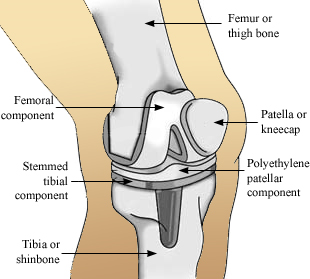 Femur or
thigh bone
Femoral
component
Patella or
kneecap
Stemmed
tibial
component
Polyethylene
patellar
component
Tibia or
shinbone